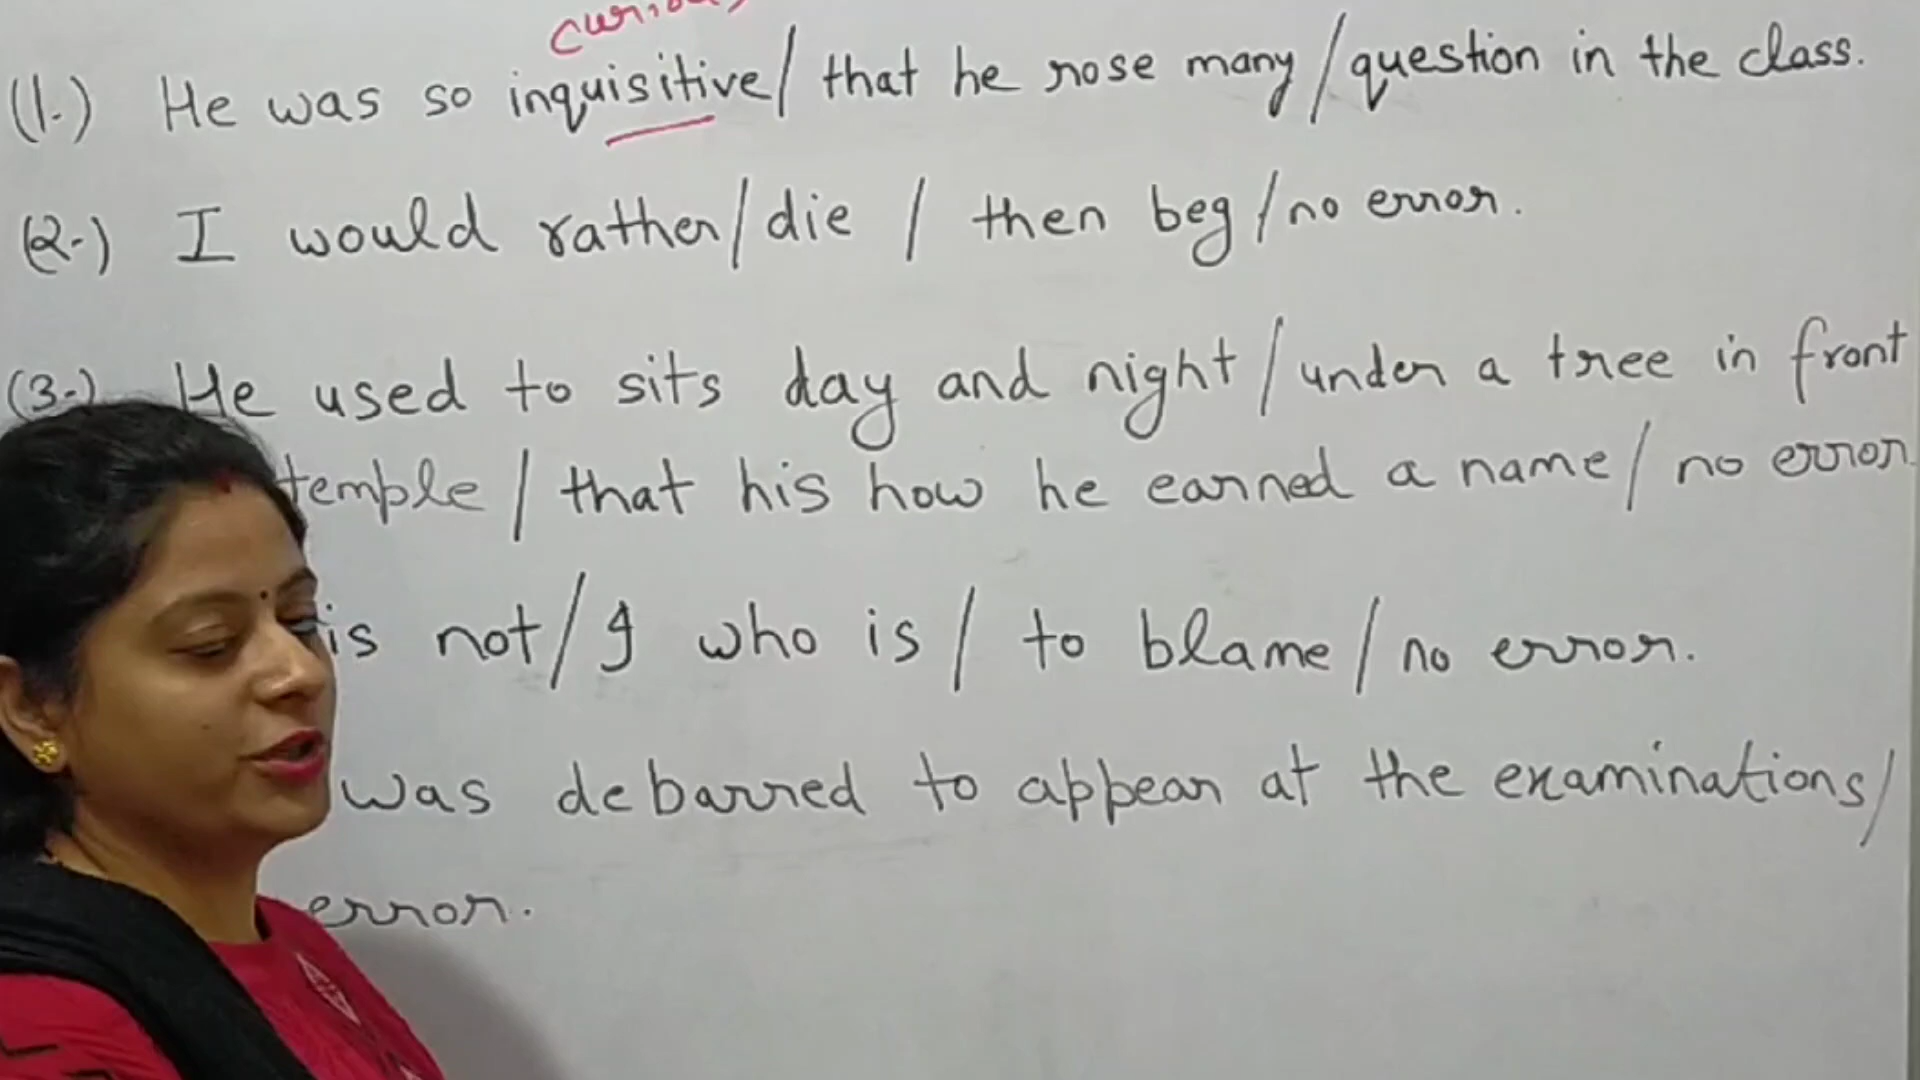 (1.) He was so inquisitive / that he rose many / question in the class.
(2.) I would rather / die / then beg / no error.
(3.) He used to sits day and night / under a tree in front
temple / that his how he earned a name / no error
is not / I who is / to blame / no error.
was debarred to appear at the examinations /
error.